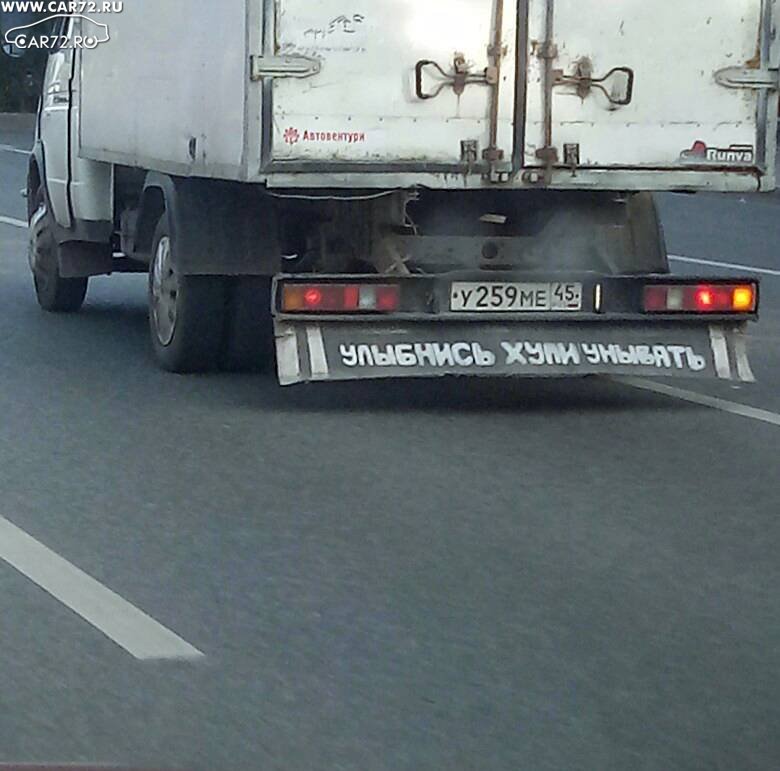 WWW.CAR72.RU
CAR72.RU
Автовентури
Runva
У259МЕ 45
УЛЫБНИСЬ ХУЛИ УНЫВАТЬ